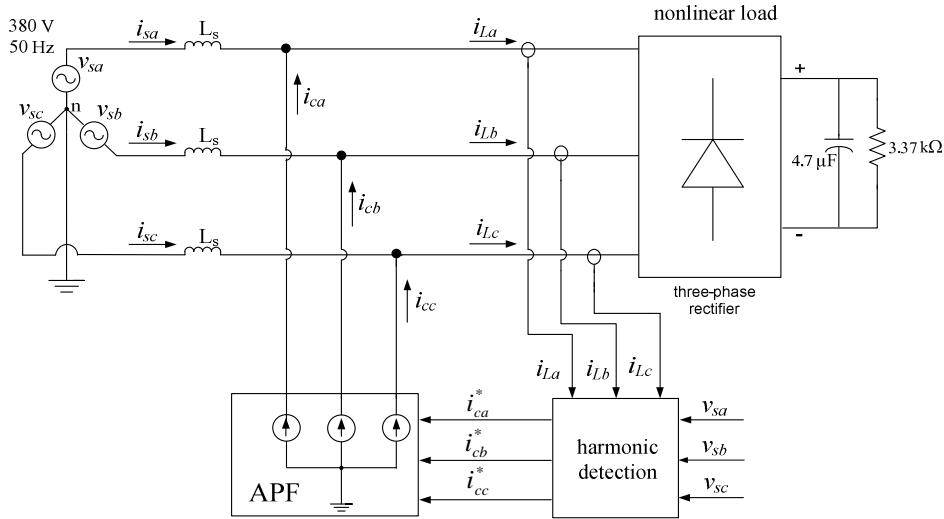 nonlinear load
380 V
50 Hz
i_sa
L_s
i_La
v_sa
+
i_ca
v_sc
n
v_sb
i_sb
L_s
i_Lb
4.7 μF
3.37 kΩ
i_cb
i_sc
L_s
i_Lc
-
three-phase
rectifier
i_cc
i_La
i_Lb
i_Lc
i*_ca
v_sa
i*_cb
harmonic
detection
v_sb
i*_cc
v_sc
APF